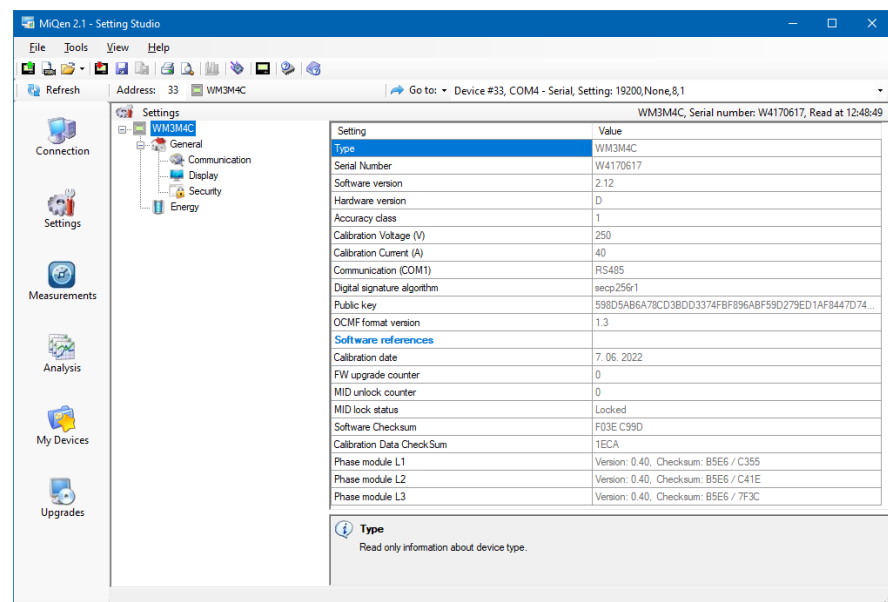 MiQen 2.1 - Setting Studio
File Tools View Help
Refresh Address: 33 WM3M4C Go to: Device #33, COM4 - Serial, Setting: 19200,None,8,1
Settings WM3M4C, Serial number: W4170617, Read at 12:48:49
Connection
Settings
Measurements
Analysis
My Devices
Upgrades
WM3M4C
General
Communication
Display
Security
Energy
Setting Value
Type WM3M4C
Serial Number W4170617
Software version 2.12
Hardware version D
Accuracy class 1
Calibration Voltage (V) 250
Calibration Current (A) 40
Communication (COM1) RS485
Digital signature algorithm secp256r1
Public key 598D5AB6A78CD3BDD3374FBF896ABF59D279ED1AF8447D74...
OCMF format version 1.3
Software references
Calibration date 7. 06. 2022
FW upgrade counter 0
MID unlock counter 0
MID lock status Locked
Software Checksum F03E C99D
Calibration Data CheckSum 1ECA
Phase module L1 Version: 0.40, Checksum: B5E6 / C355
Phase module L2 Version: 0.40, Checksum: B5E6 / C41E
Phase module L3 Version: 0.40, Checksum: B5E6 / 7F3C
Type
Read only information about device type.